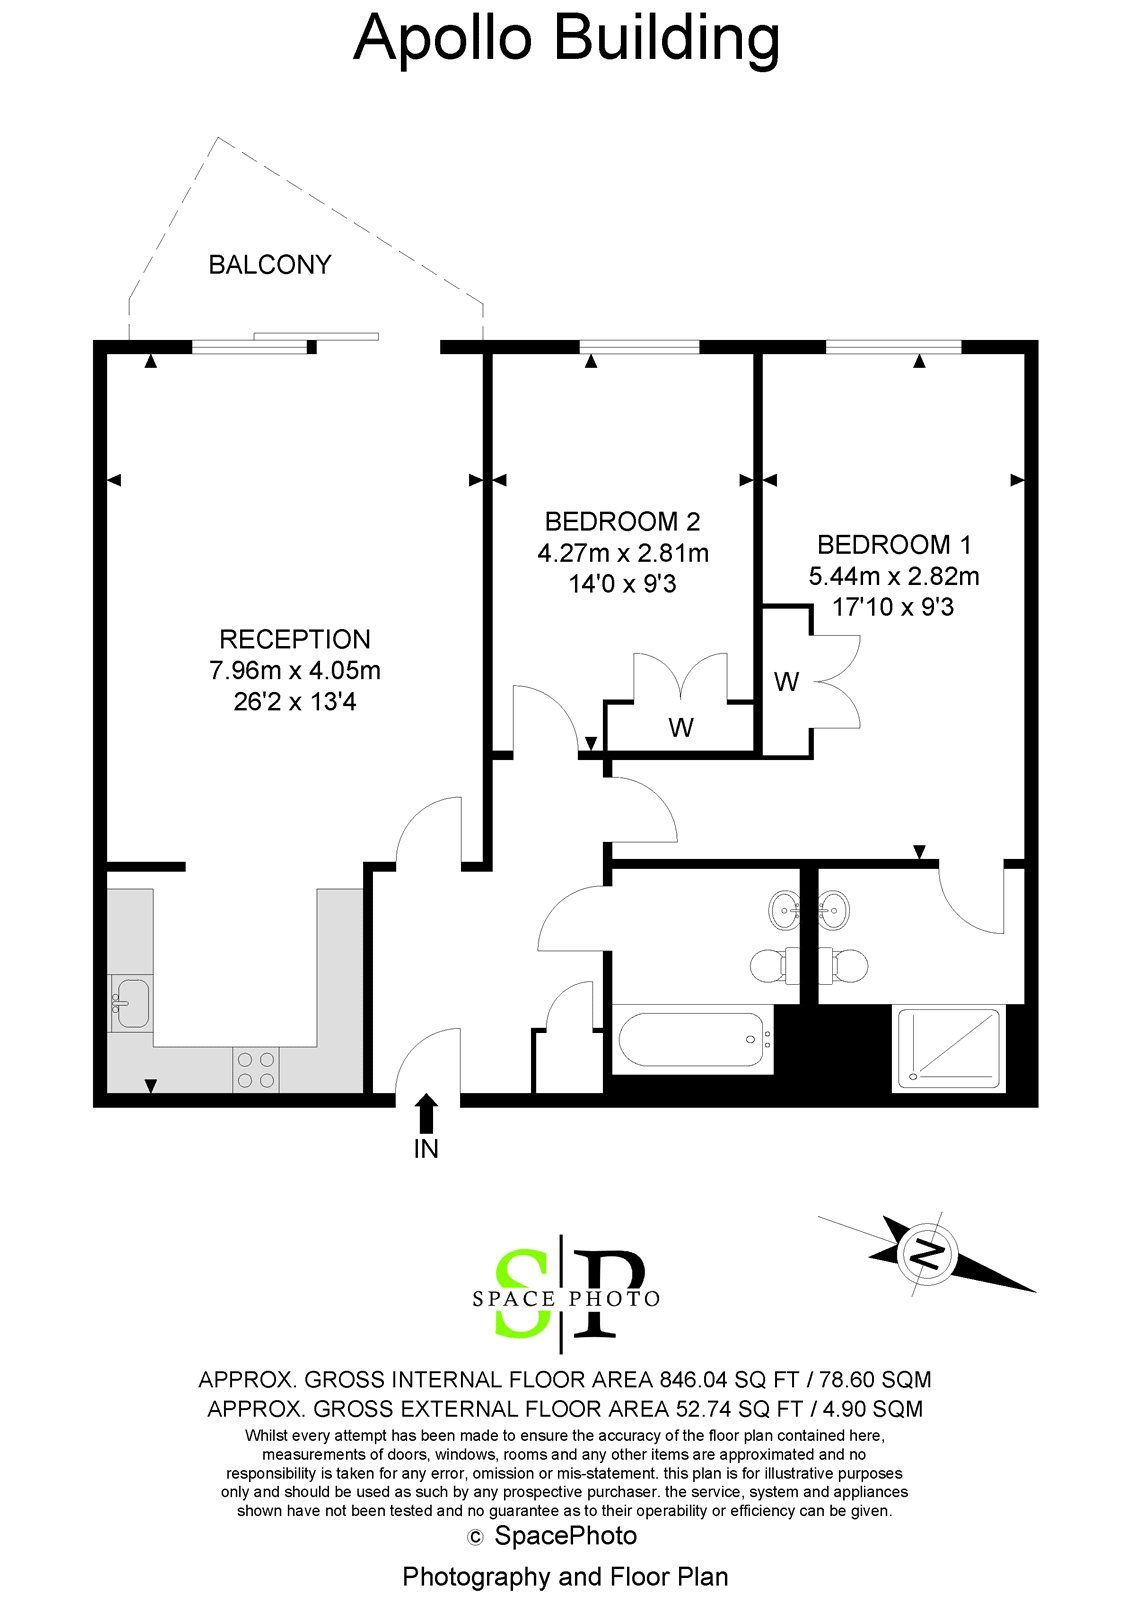 Apollo Building
BALCONY
BEDROOM 2
4.27m x 2.81m
14'0 x 9'3
BEDROOM 1
5.44m x 2.82m
17'10 x 9'3
RECEPTION
7.96m x 4.05m
26'2 x 13'4
W
W
IN
N
SP
SPACE PHOTO
APPROX. GROSS INTERNAL FLOOR AREA 846.04 SQ FT / 78.60 SQM
APPROX. GROSS EXTERNAL FLOOR AREA 52.74 SQ FT / 4.90 SQM
Whilst every attempt has been made to ensure the accuracy of the floor plan contained here,
measurements of doors, windows, rooms and any other items are approximated and no
responsibility is taken for any error, omission or mis-statement. this plan is for illustrative purposes
only and should be used as such by any prospective purchaser. the service, system and appliances
shown have not been tested and no guarantee as to their operability or efficiency can be given.
© SpacePhoto
Photography and Floor Plan